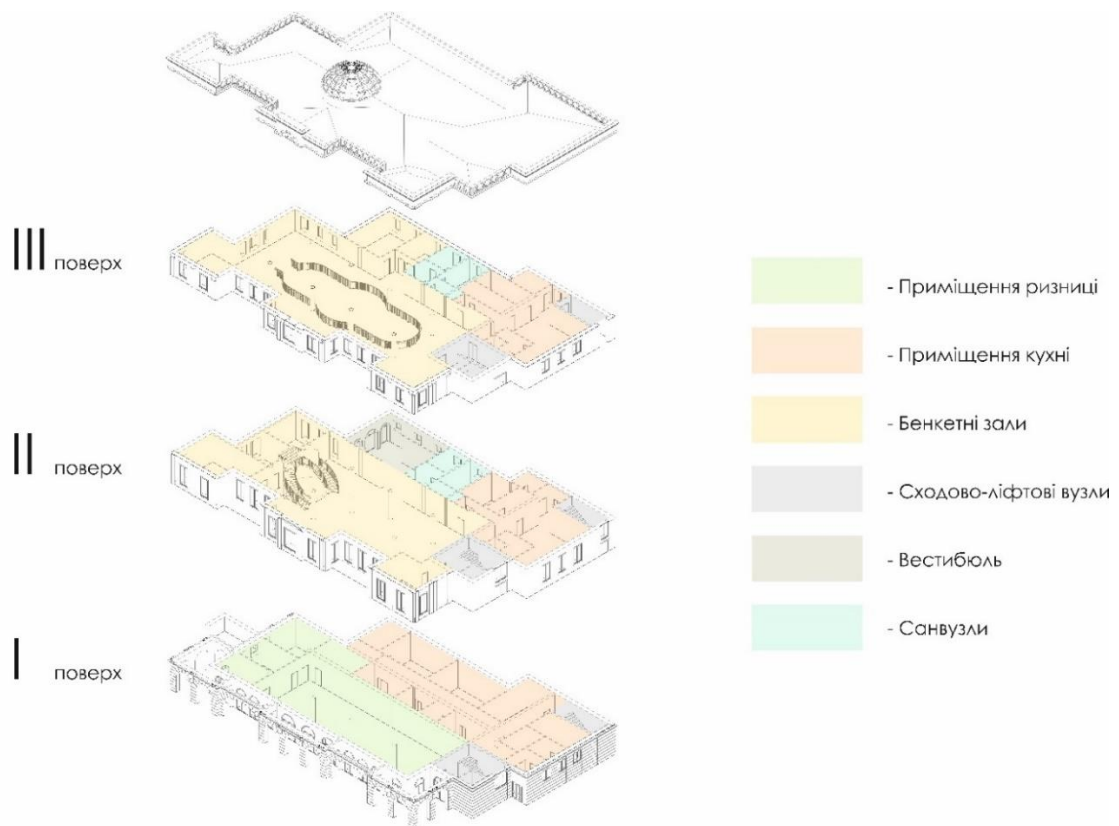 III поверх
II поверх
I поверх
- Приміщення ризниці
- Приміщення кухні
- Бенкетні зали
- Сходово-ліфтові вузли
- Вестибюль
- Санвузли